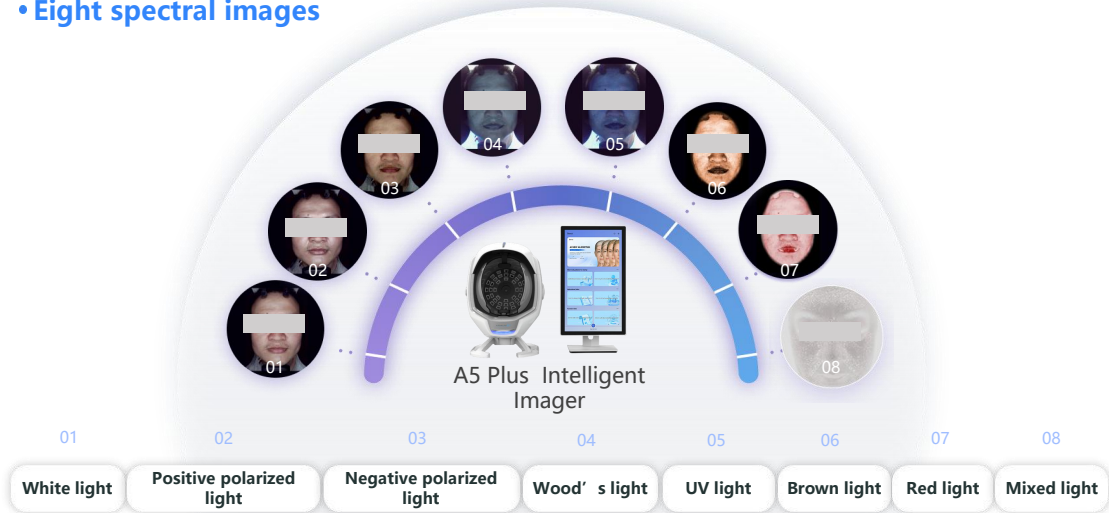 • Eight spectral images
04
05
03
06
02
07
01
08
A5 Plus Intelligent
Imager
01
02
03
04
05
06
07
08
White light
Positive polarized
light
Negative polarized
light
Wood’s light
UV light
Brown light
Red light
Mixed light